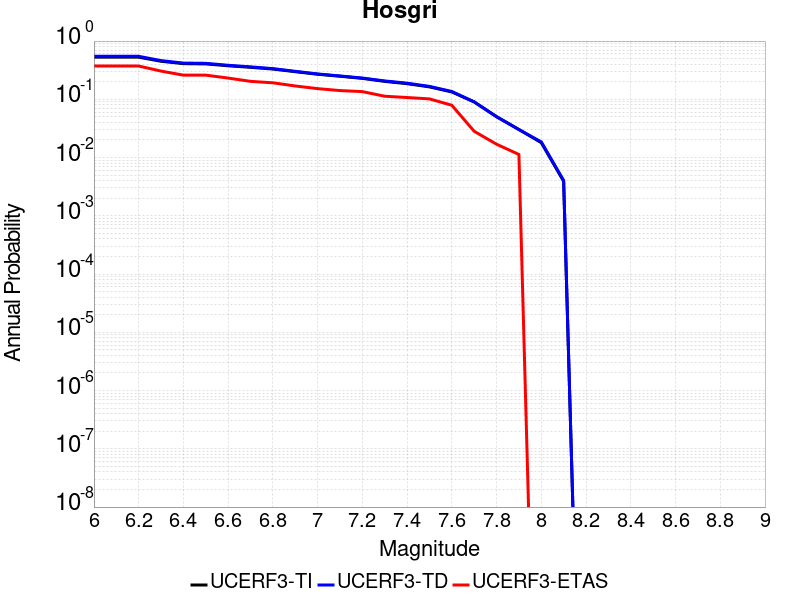 Hosgri
10^0
10^-1
10^-2
10^-3
10^-4
10^-5
10^-6
10^-7
10^-8
Annual Probability
6 6.2 6.4 6.6 6.8 7 7.2 7.4 7.6 7.8 8 8.2 8.4 8.6 8.8 9
Magnitude
UCERF3-TI UCERF3-TD UCERF3-ETAS